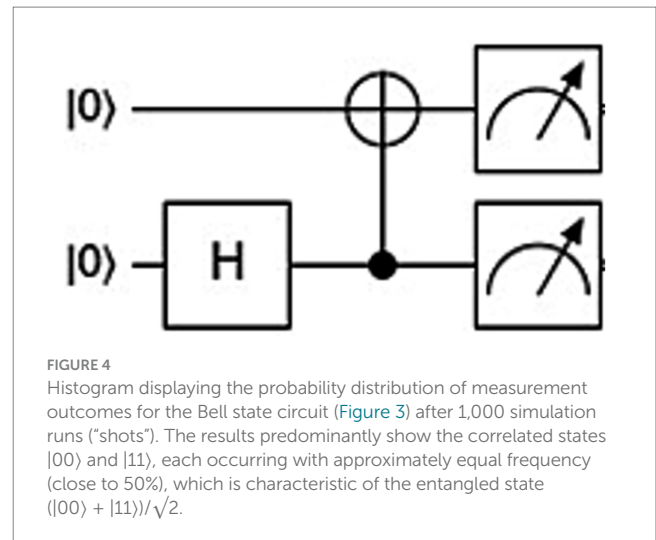 |0⟩
|0⟩ H
FIGURE 4
Histogram displaying the probability distribution of measurement
outcomes for the Bell state circuit (Figure 3) after 1,000 simulation
runs (“shots”). The results predominantly show the correlated states
|00⟩ and |11⟩, each occurring with approximately equal frequency
(close to 50%), which is characteristic of the entangled state
(|00⟩ + |11⟩)/√2.